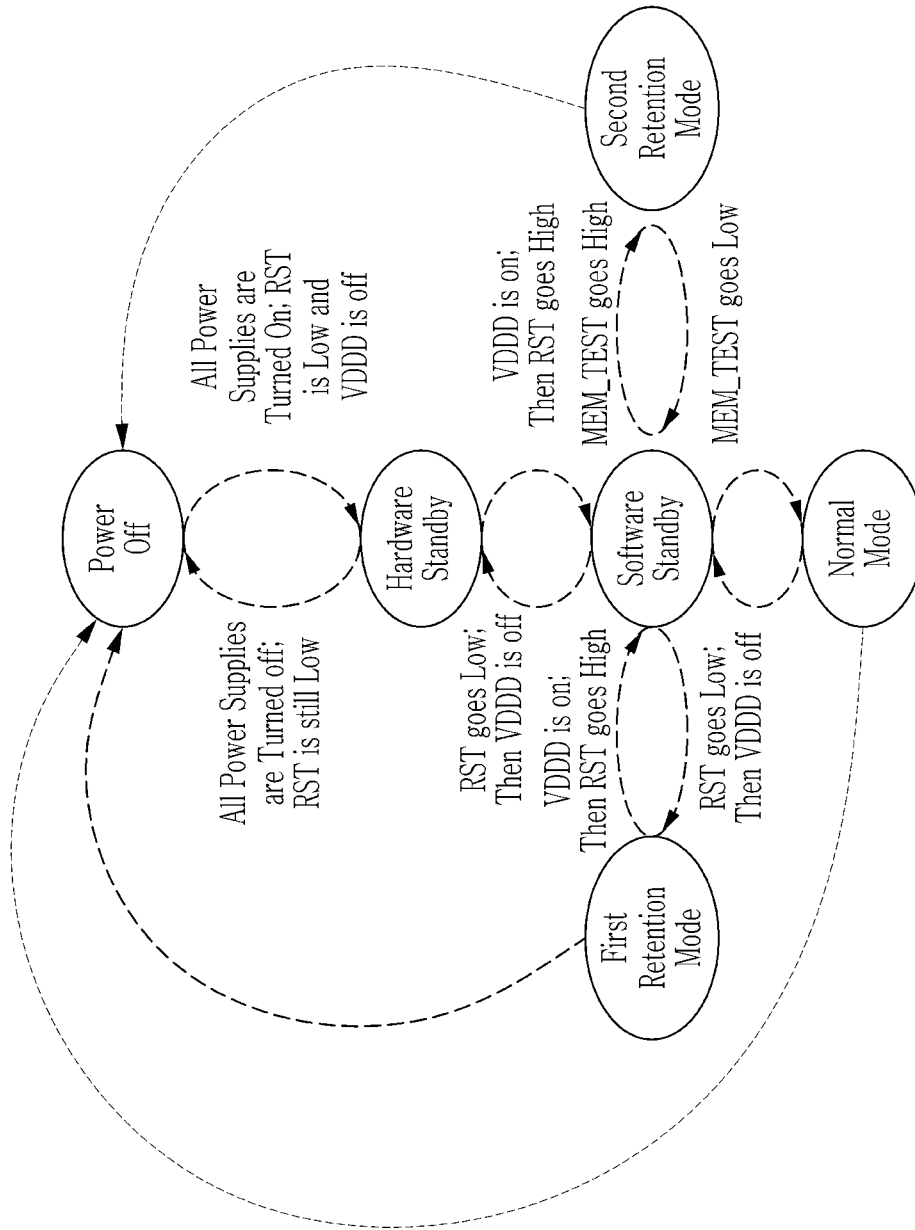 Power
Off
All Power
Supplies are
Turned On; RST
is Low and
VDDD is off
All Power Supplies
are Turned off;
RST is still Low
Hardware
Standby
RST goes Low;
Then VDDD is off
VDDD is on;
Then RST goes High
VDDD is on;
Then RST goes High
MEM_TEST goes High
First
Retention
Mode
Software
Standby
Second
Retention
Mode
RST goes Low;
Then VDDD is off
MEM_TEST goes Low
Normal
Mode